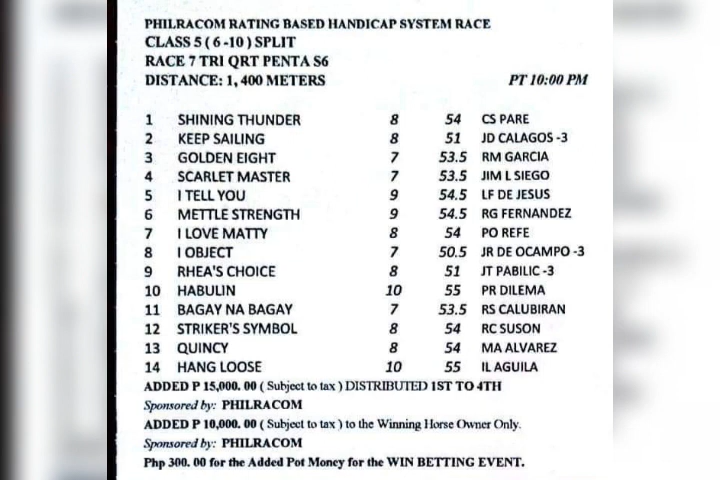 PHILRACOM RATING BASED HANDICAP SYSTEM RACE
CLASS 5 ( 6 -10 ) SPLIT
RACE 7 TRI QRT PENTA S6
DISTANCE: 1, 400 METERS PT 10:00 PM
1 SHINING THUNDER 8 54 CS PARE
2 KEEP SAILING 8 51 JD CALAGOS -3
3 GOLDEN EIGHT 7 53.5 RM GARCIA
4 SCARLET MASTER 7 53.5 JIM L SIEGO
5 I TELL YOU 9 54.5 LF DE JESUS
6 METTLE STRENGTH 9 54.5 RG FERNANDEZ
7 I LOVE MATTY 8 54 PO REFE
8 I OBJECT 7 50.5 JR DE OCAMPO -3
9 RHEA'S CHOICE 8 51 JT PABILIC -3
10 HABULIN 10 55 PR DILEMA
11 BAGAY NA BAGAY 7 53.5 RS CALUBIRAN
12 STRIKER'S SYMBOL 8 54 RC SUSON
13 QUINCY 8 54 MA ALVAREZ
14 HANG LOOSE 10 55 IL AGUILA
ADDED P 15,000. 00 ( Subject to tax ) DISTRIBUTED 1ST TO 4TH
Sponsored by: PHILRACOM
ADDED P 10,000. 00 ( Subject to tax ) to the Winning Horse Owner Only.
Sponsored by: PHILRACOM
Php 300. 00 for the Added Pot Money for the WIN BETTING EVENT.